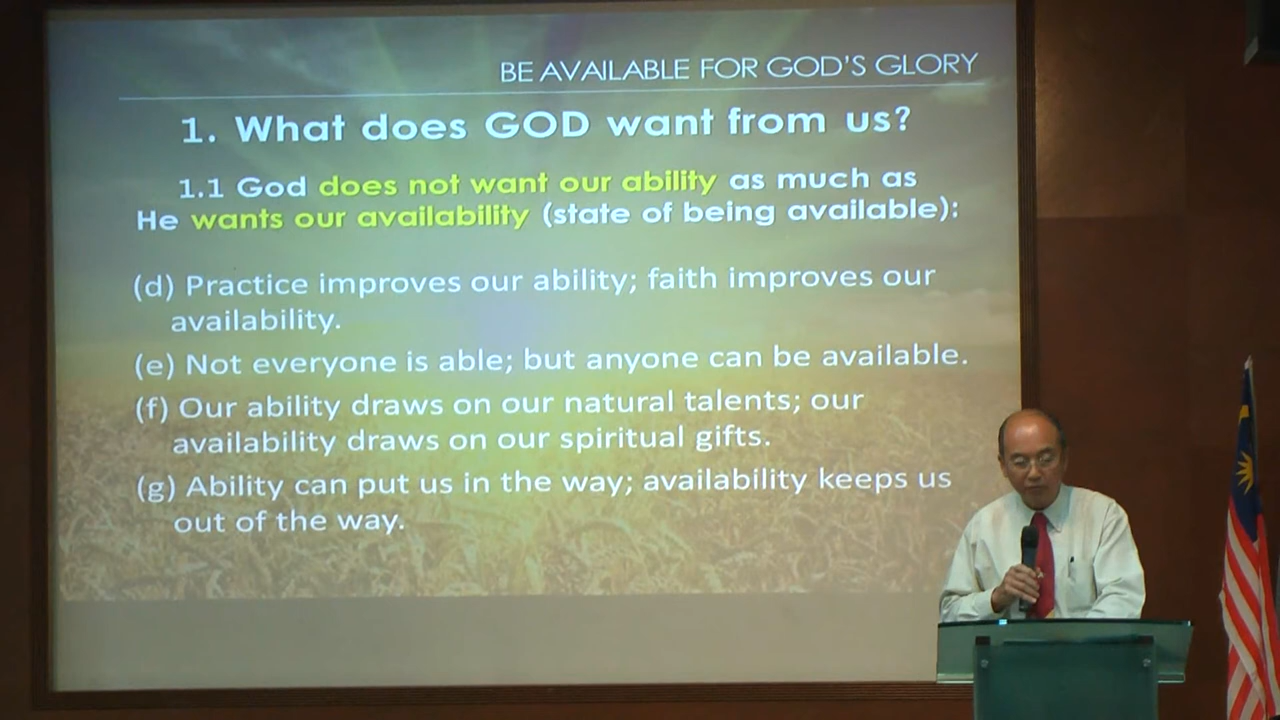 BE AVAILABLE FOR GOD'S GLORY
1. What does GOD want from us?
1.1 God does not want our ability as much as
He wants our availability (state of being available):
(d) Practice improves our ability; faith improves our
availability.
(e) Not everyone is able; but anyone can be available.
(f) Our ability draws on our natural talents; our
availability draws on our spiritual gifts.
(g) Ability can put us in the way; availability keeps us
out of the way.